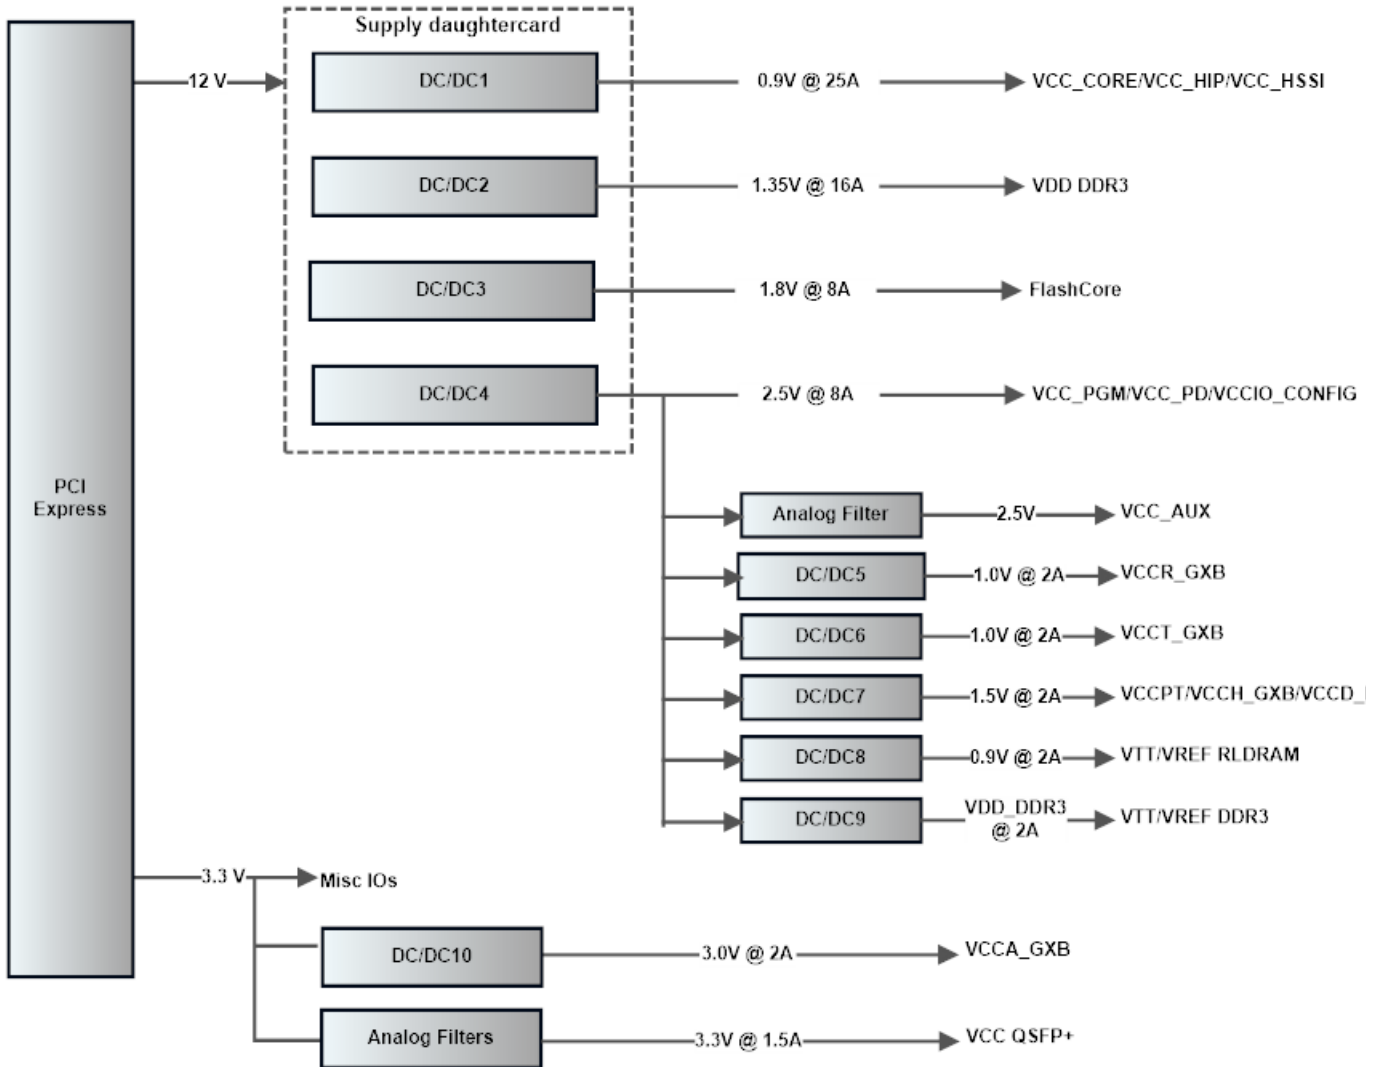 Supply daughtercard
12 V
DC/DC1
0.9V @ 25A
VCC_CORE/VCC_HIP/VCC_HSSI
DC/DC2
1.35V @ 16A
VDD DDR3
DC/DC3
1.8V @ 8A
FlashCore
DC/DC4
2.5V @ 8A
VCC_PGM/VCC_PD/VCCIO_CONFIG
PCI
Express
Analog Filter
2.5V
VCC_AUX
DC/DC5
1.0V @ 2A
VCCR_GXB
DC/DC6
1.0V @ 2A
VCCT_GXB
DC/DC7
1.5V @ 2A
VCCPT/VCCH_GXB/VCCD_
DC/DC8
0.9V @ 2A
VTT/VREF RLDRAM
DC/DC9
VDD_DDR3
@ 2A
VTT/VREF DDR3
3.3 V
Misc IOs
DC/DC10
3.0V @ 2A
VCCA_GXB
Analog Filters
3.3V @ 1.5A
VCC QSFP+